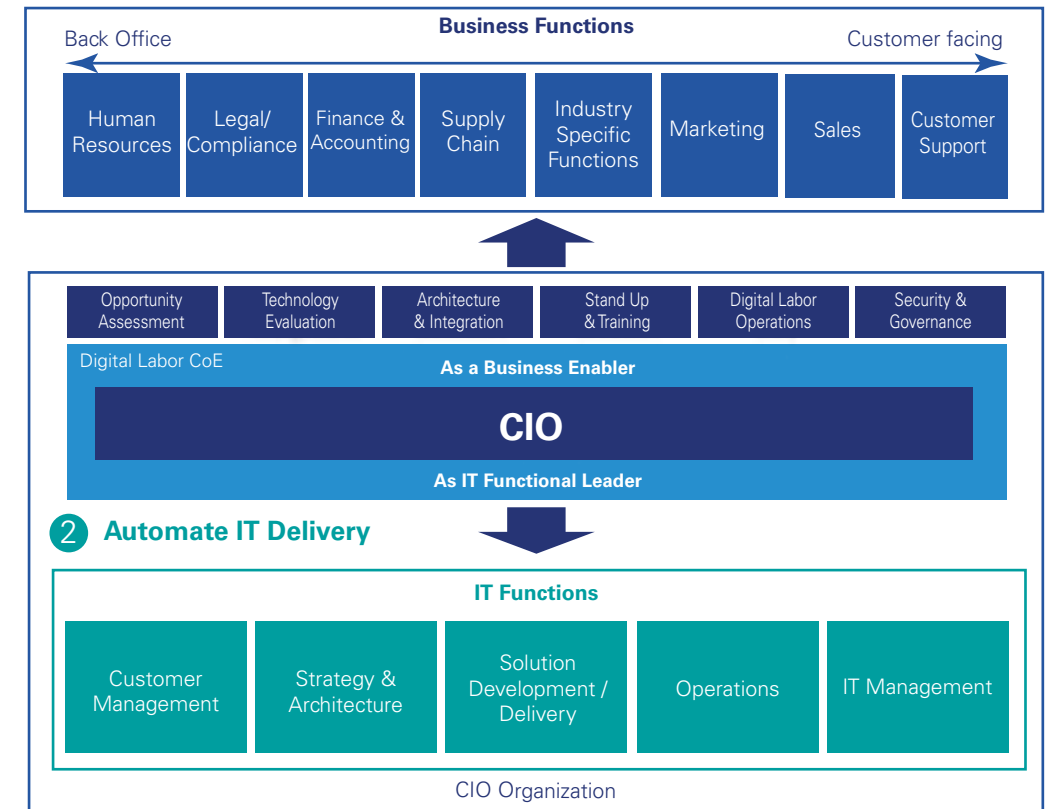 Business Functions
Back Office
Customer facing
Human
Resources
Legal/
Compliance
Finance &
Accounting
Supply
Chain
Industry
Specific
Functions
Marketing
Sales
Customer
Support
Opportunity
Assessment
Technology
Evaluation
Architecture
& Integration
Stand Up
& Training
Digital Labor
Operations
Security &
Governance
Digital Labor CoE
As a Business Enabler
CIO
As IT Functional Leader
2 Automate IT Delivery
IT Functions
Customer
Management
Strategy &
Architecture
Solution
Development /
Delivery
Operations
IT Management
CIO Organization